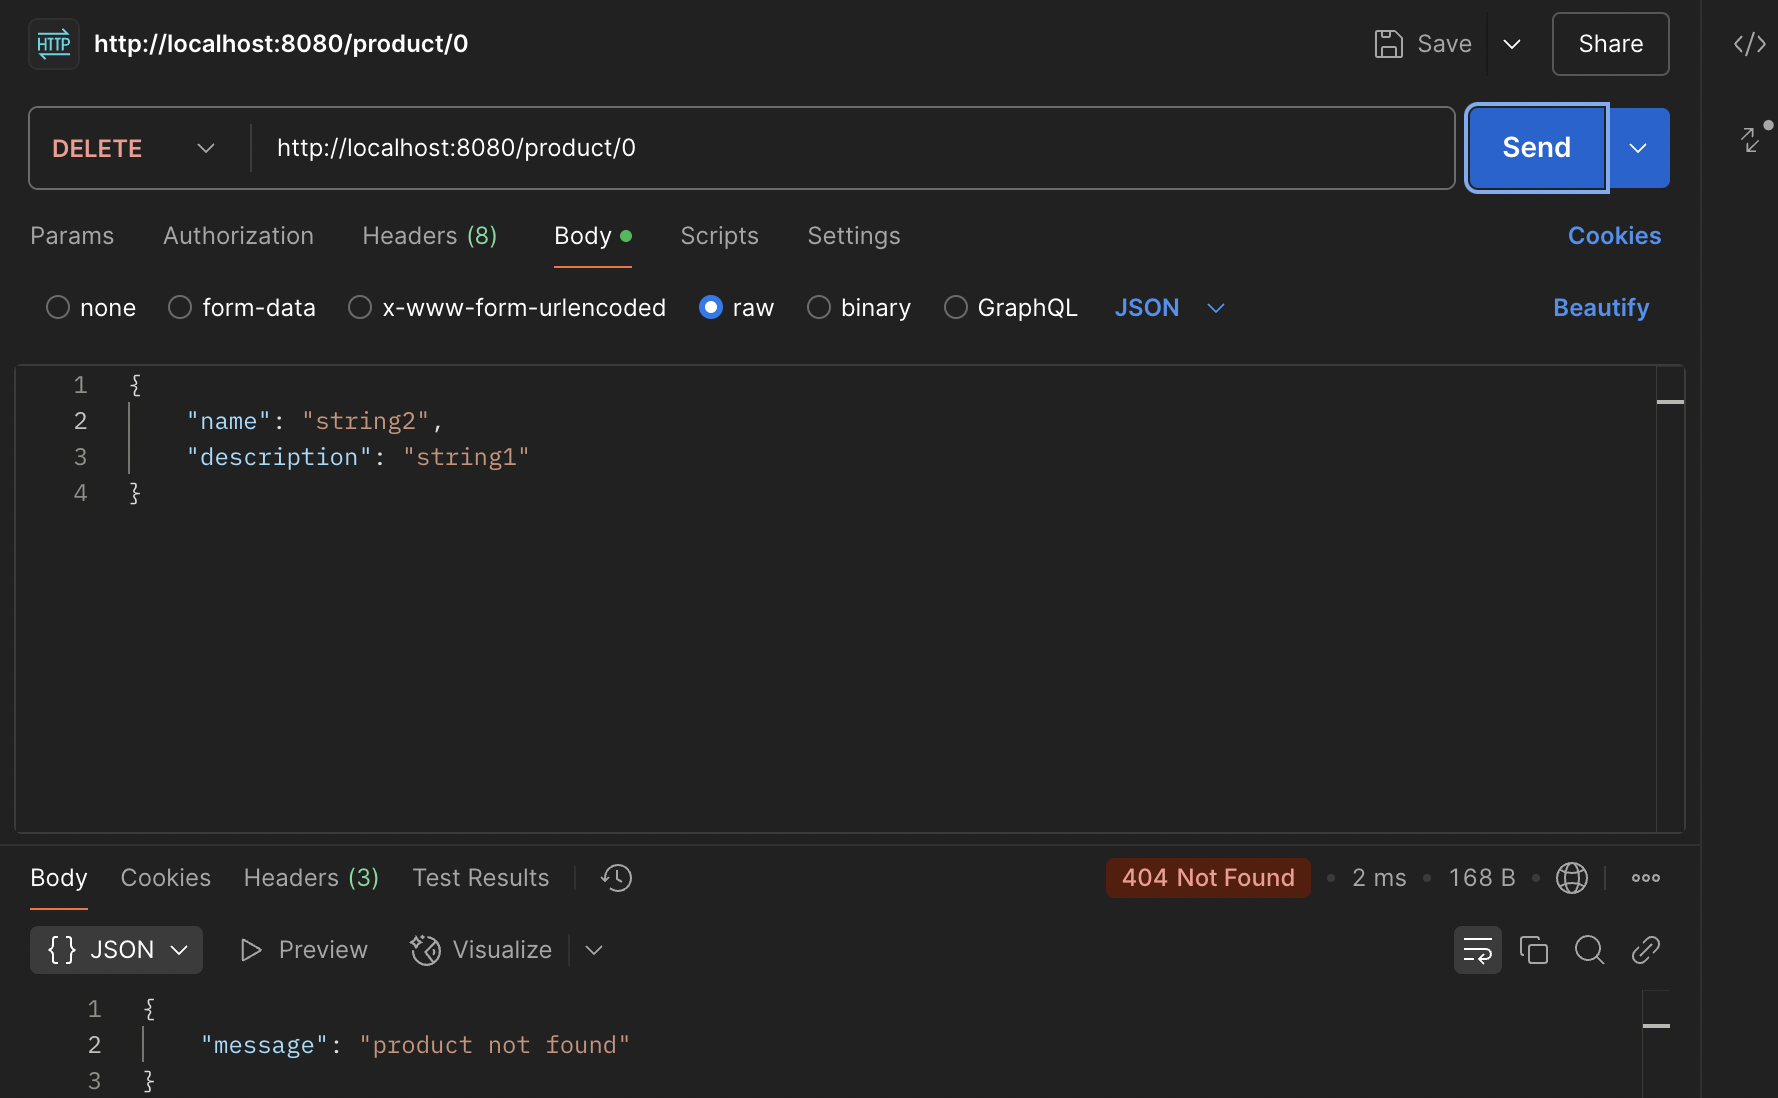 HTTP http://localhost:8080/product/0 Save Share
DELETE http://localhost:8080/product/0 Send
Params Authorization Headers (8) Body Scripts Settings Cookies
none form-data x-www-form-urlencoded raw binary GraphQL JSON Beautify
1 {
2 "name": "string2",
3 "description": "string1"
4 }
Body Cookies Headers (3) Test Results 404 Not Found • 2 ms • 168 B •
{} JSON Preview Visualize
1 {
2 "message": "product not found"
3 }